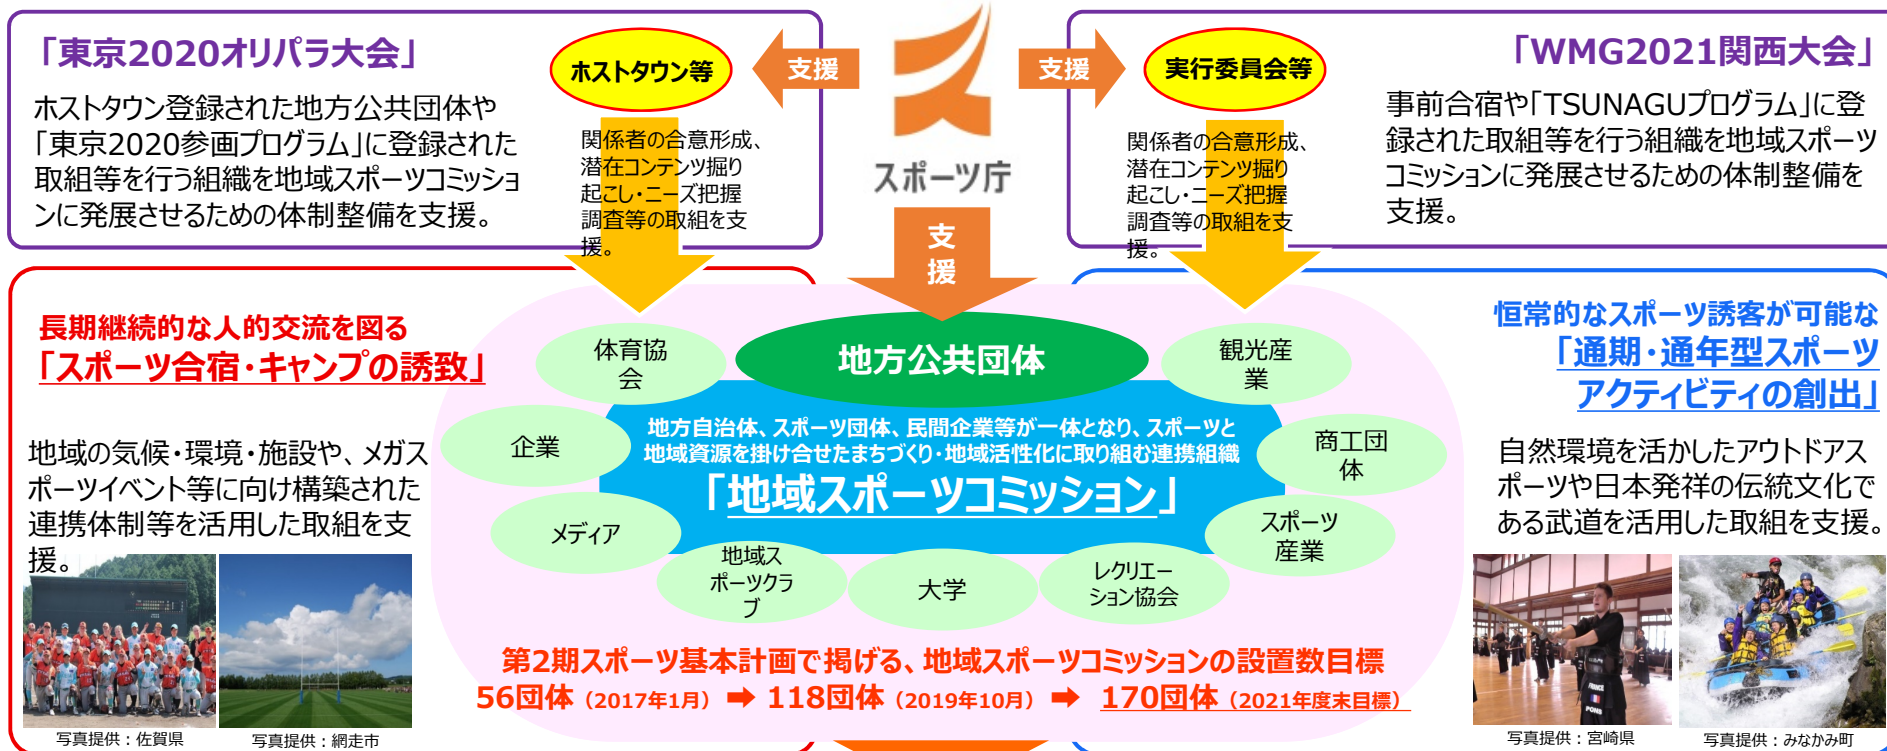 「東京2020オリパラ大会」
ホストタウン登録された地方公共団体や
「東京2020参画プログラム」に登録された
取組等を行う組織を地域スポーツコミッショ
ンに発展させるための体制整備を支援。
ホストタウン等
支援
関係者の合意形成、
潜在コンテンツ掘り
起こし・ニーズ把握
調査等の取組を支
援。
スポーツ庁
支援
実行委員会等
関係者の合意形成、
潜在コンテンツ掘り
起こし・ニーズ把握
調査等の取組を支
援。
「WMG2021関西大会」
事前合宿や「TSUNAGUプログラム」に登
録された取組等を行う組織を地域スポーツ
コミッションに発展させるための体制整備を
支援。
支
援
長期継続的な人的交流を図る
「スポーツ合宿・キャンプの誘致」
地域の気候・環境・施設や、メガス
ポーツイベント等に向け構築された
連携体制等を活用した取組を支
援。
写真提供：佐賀県
写真提供：網走市
地方公共団体
体育協
会
観光産
業
企業
商工団
体
地方自治体、スポーツ団体、民間企業等が一体となり、スポーツと
地域資源を掛け合せたまちづくり・地域活性化に取り組む連携組織
「地域スポーツコミッション」
メディア
スポーツ
産業
地域ス
ポーツクラ
ブ
大学
レクリエー
ション協会
第2期スポーツ基本計画で掲げる、地域スポーツコミッションの設置数目標
56団体（2017年1月）➡ 118団体（2019年10月）➡ 170団体（2021年度末目標）
恒常的なスポーツ誘客が可能な
「通期・通年型スポーツ
アクティビティの創出」
自然環境を活かしたアウトドアス
ポーツや日本発祥の伝統文化で
ある武道を活用した取組を支援。
FRANCE
PONS
写真提供：宮崎県
写真提供：みなかみ町